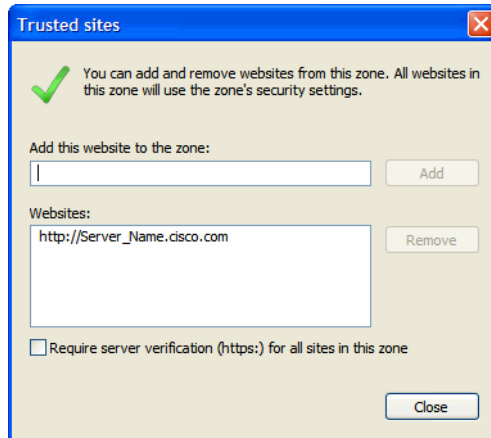 Trusted sites
You can add and remove websites from this zone. All websites in
this zone will use the zone's security settings.
Add this website to the zone:
Add
Websites:
http://Server_Name.cisco.com
Remove
Require server verification (https:) for all sites in this zone
Close